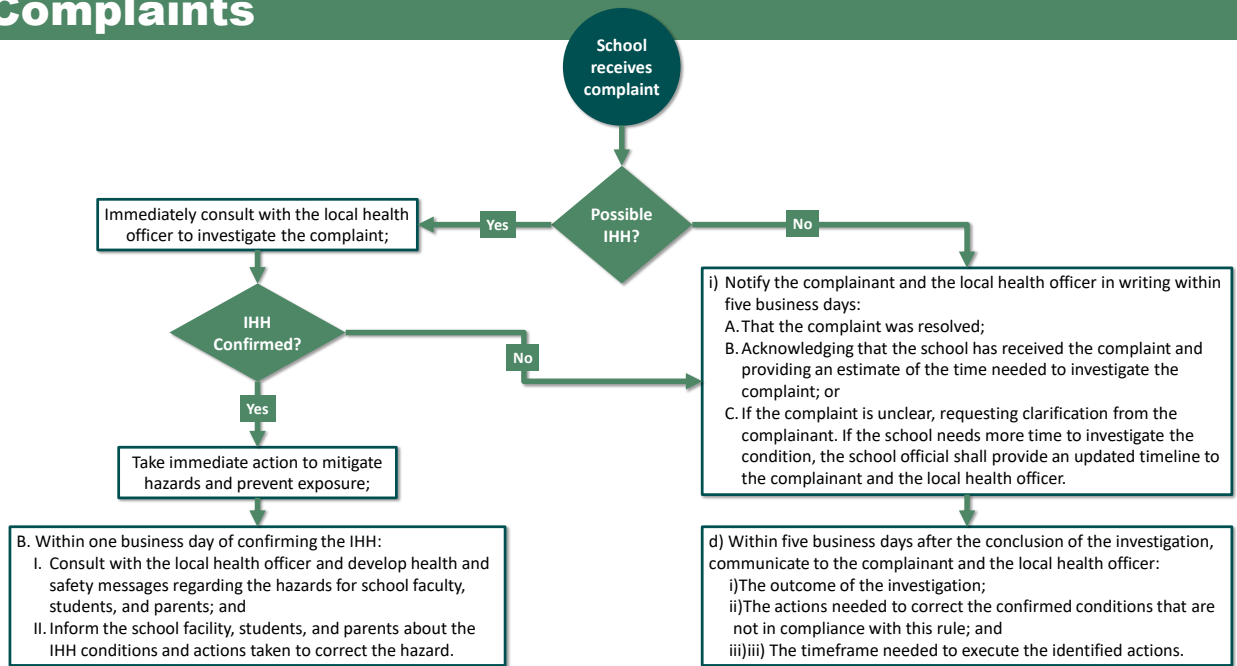 Complaints
School
receives
complaint
Possible
IHH?
Yes
No
Immediately consult with the local health
officer to investigate the complaint;
IHH
Confirmed?
No
Yes
Take immediate action to mitigate
hazards and prevent exposure;
B. Within one business day of confirming the IHH:
I. Consult with the local health officer and develop health and
safety messages regarding the hazards for school faculty,
students, and parents; and
II. Inform the school facility, students, and parents about the
IHH conditions and actions taken to correct the hazard.
i) Notify the complainant and the local health officer in writing within
five business days:
A. That the complaint was resolved;
B. Acknowledging that the school has received the complaint and
providing an estimate of the time needed to investigate the
complaint; or
C. If the complaint is unclear, requesting clarification from the
complainant. If the school needs more time to investigate the
condition, the school official shall provide an updated timeline to
the complainant and the local health officer.
d) Within five business days after the conclusion of the investigation,
communicate to the complainant and the local health officer:
i)The outcome of the investigation;
ii)The actions needed to correct the confirmed conditions that are
not in compliance with this rule; and
iii)iii) The timeframe needed to execute the identified actions.